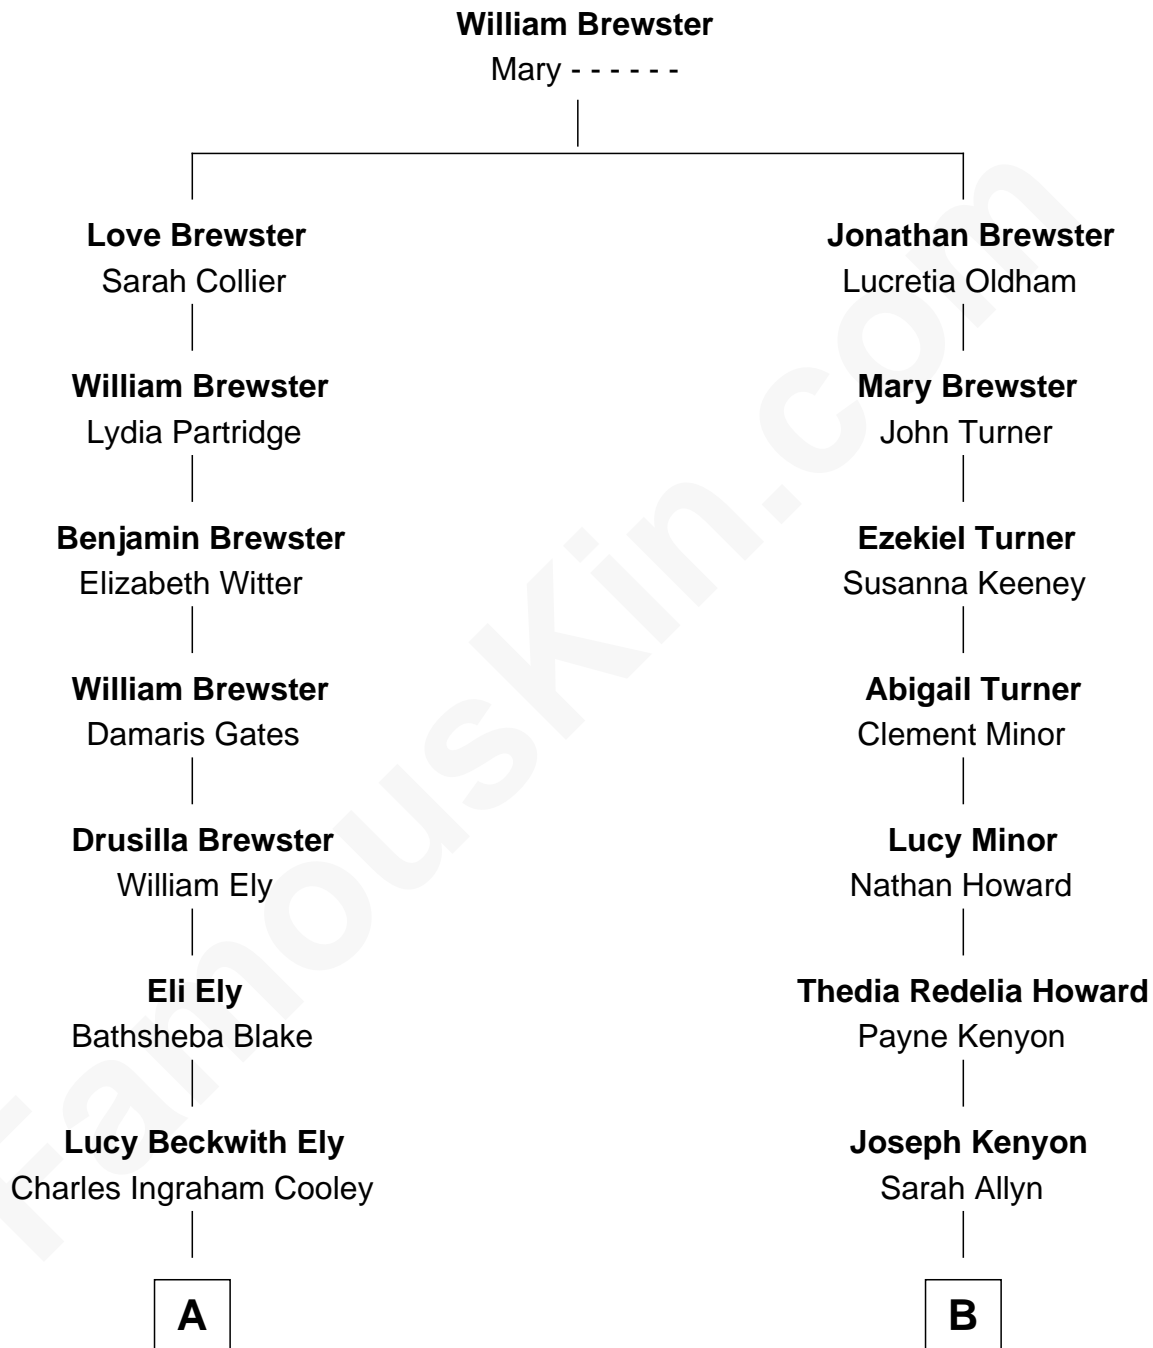 William Brewster
Mary - - - - - -
Love Brewster
Sarah Collier
William Brewster
Lydia Partridge
Benjamin Brewster
Elizabeth Witter
William Brewster
Damaris Gates
Drusilla Brewster
William Ely
Eli Ely
Bathsheba Blake
Lucy Beckwith Ely
Charles Ingraham Cooley
A
Jonathan Brewster
Lucretia Oldham
Mary Brewster
John Turner
Ezekiel Turner
Susanna Keeney
Abigail Turner
Clement Minor
Lucy Minor
Nathan Howard
Thedia Redelia Howard
Payne Kenyon
Joseph Kenyon
Sarah Allyn
B
FamousKin.com